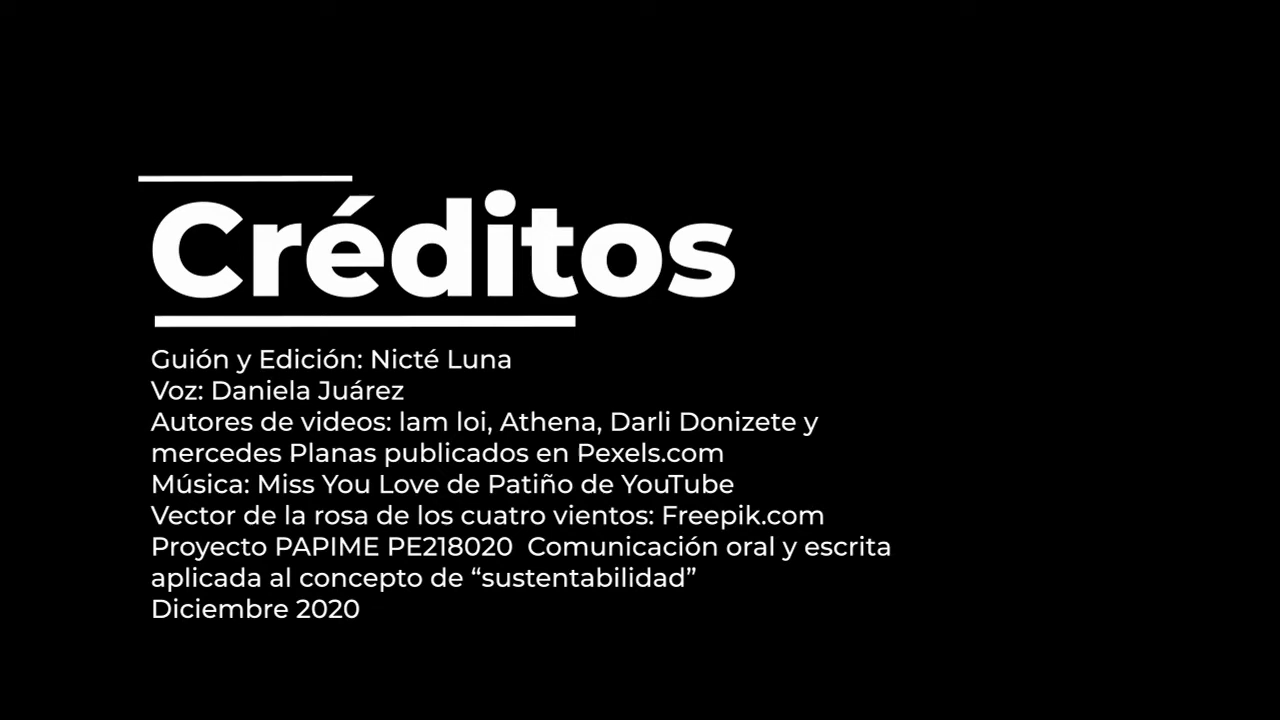 Créditos
Guión y Edición: Nicté Luna
Voz: Daniela Juárez
Autores de videos: lam loi, Athena, Darli Donizete y
mercedes Planas publicados en Pexels.com
Música: Miss You Love de Patiño de YouTube
Vector de la rosa de los cuatro vientos: Freepik.com
Proyecto PAPIME PE218020  Comunicación oral y escrita
aplicada al concepto de “sustentabilidad”
Diciembre 2020